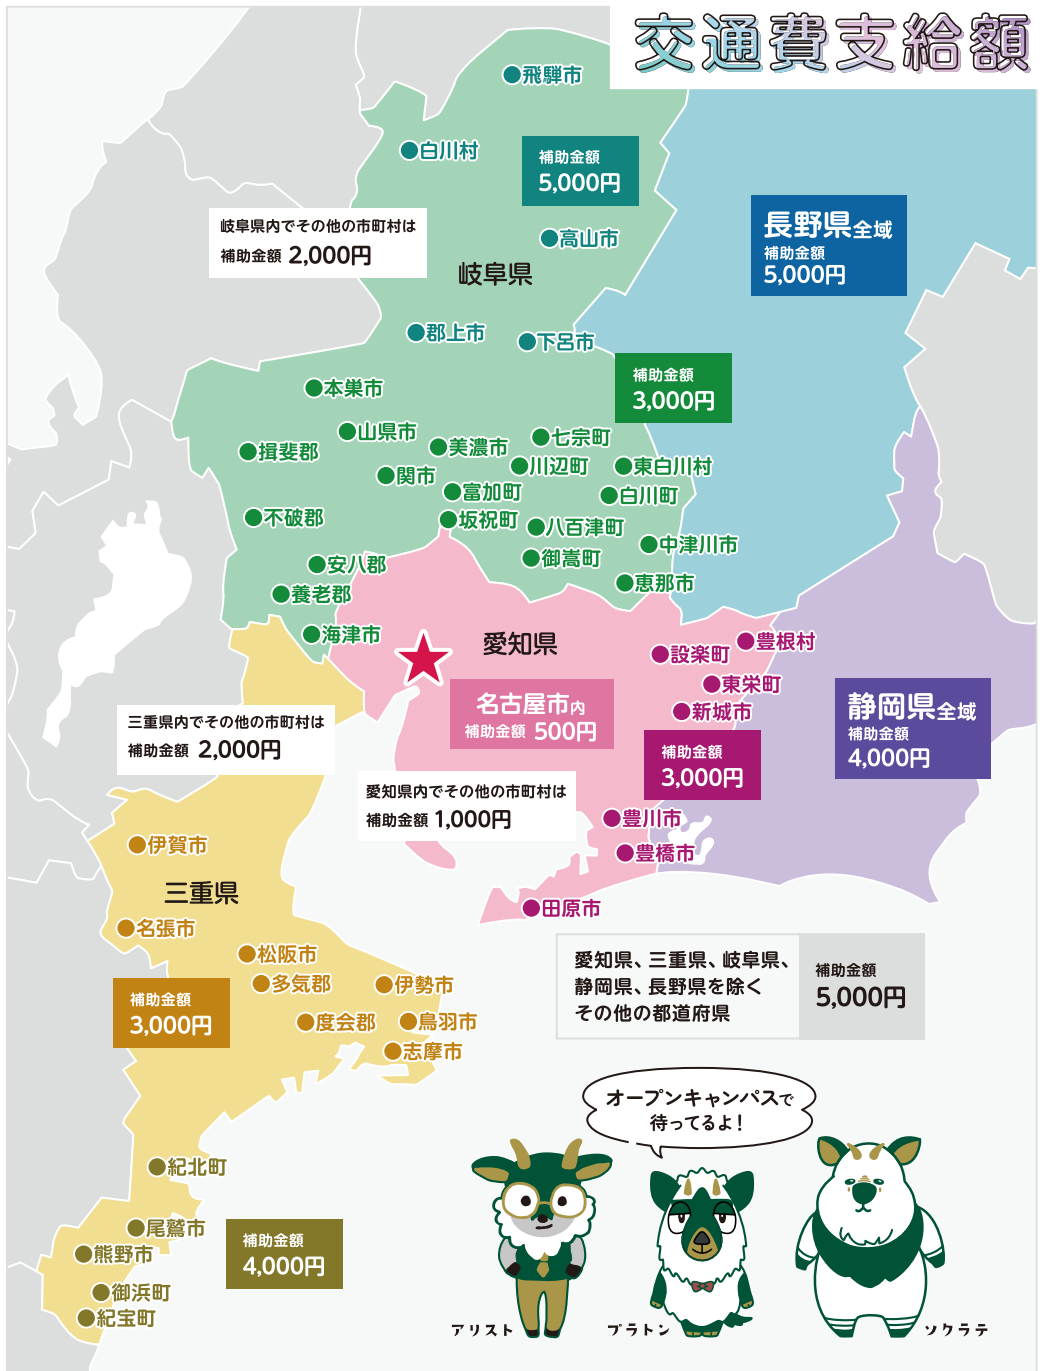 交通費支給額
飛騨市
白川村
補助金額
5,000円
岐阜県内でその他の市町村は
補助金額 2,000円
高山市
長野県全域
補助金額
5,000円
岐阜県
郡上市
下呂市
補助金額
3,000円
本巣市
山県市
揖斐郡
美濃市
七宗町
関市
川辺町
東白川村
富加町
白川町
不破郡
坂祝町
八百津町
安八郡
御嵩町
中津川市
養老郡
恵那市
海津市
愛知県
設楽町
豊根村
東栄町
新城市
名古屋市内
補助金額 500円
静岡県全域
補助金額
4,000円
三重県内でその他の市町村は
補助金額 2,000円
補助金額
3,000円
愛知県内でその他の市町村は
補助金額 1,000円
豊川市
豊橋市
田原市
伊賀市
三重県
名張市
松阪市
多気郡
伊勢市
度会郡
鳥羽市
志摩市
補助金額
3,000円
愛知県、三重県、岐阜県、
静岡県、長野県を除く
その他の都道府県
補助金額
5,000円
紀北町
尾鷲市
熊野市
御浜町
紀宝町
補助金額
4,000円
オープンキャンパスで
待ってるよ!
アリスト
プラトン
ソクラテ